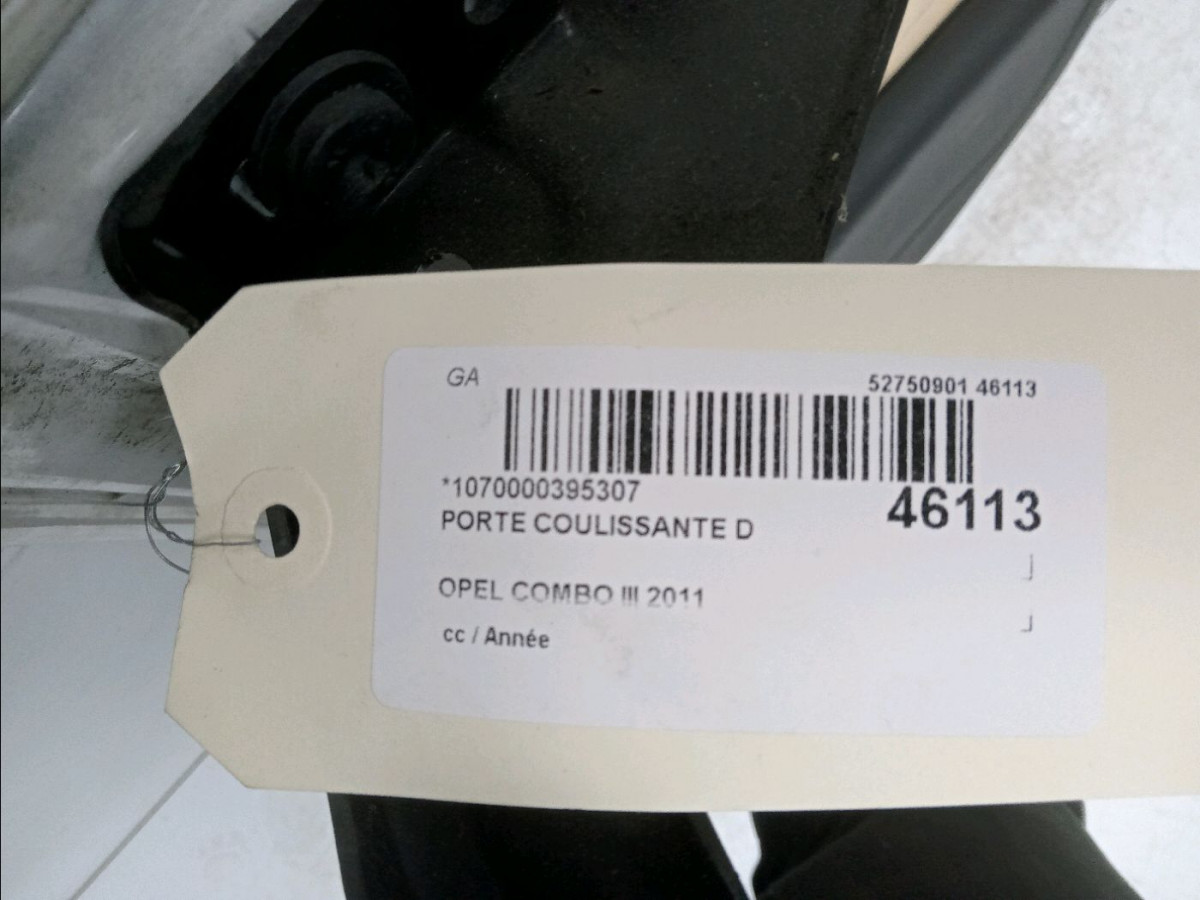 GA
52750901 46113
*1070000395307
46113
PORTE COULISSANTE D
OPEL COMBO III 2011
cc / Année